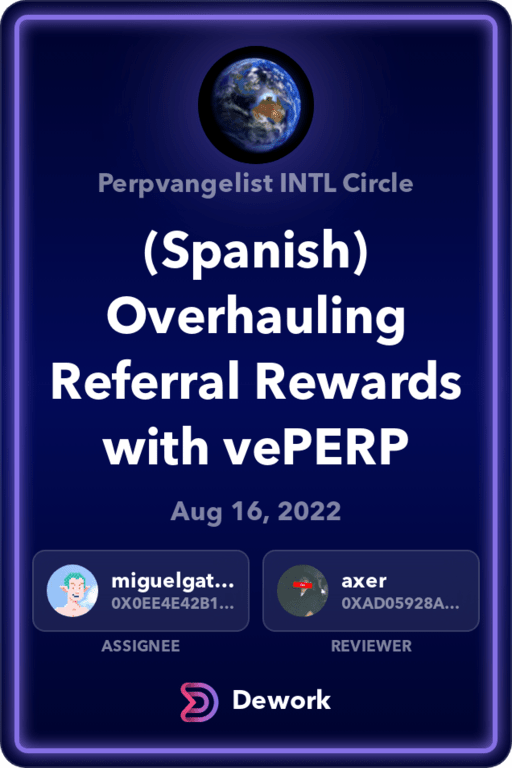 Perpvangelist INTL Circle
(Spanish)
Overhauling
Referral Rewards
with vePERP
Aug 16, 2022
miguelgat...
0X0EE4E42B1...
ASSIGNEE
axer
0XAD05928A...
REVIEWER
Dework